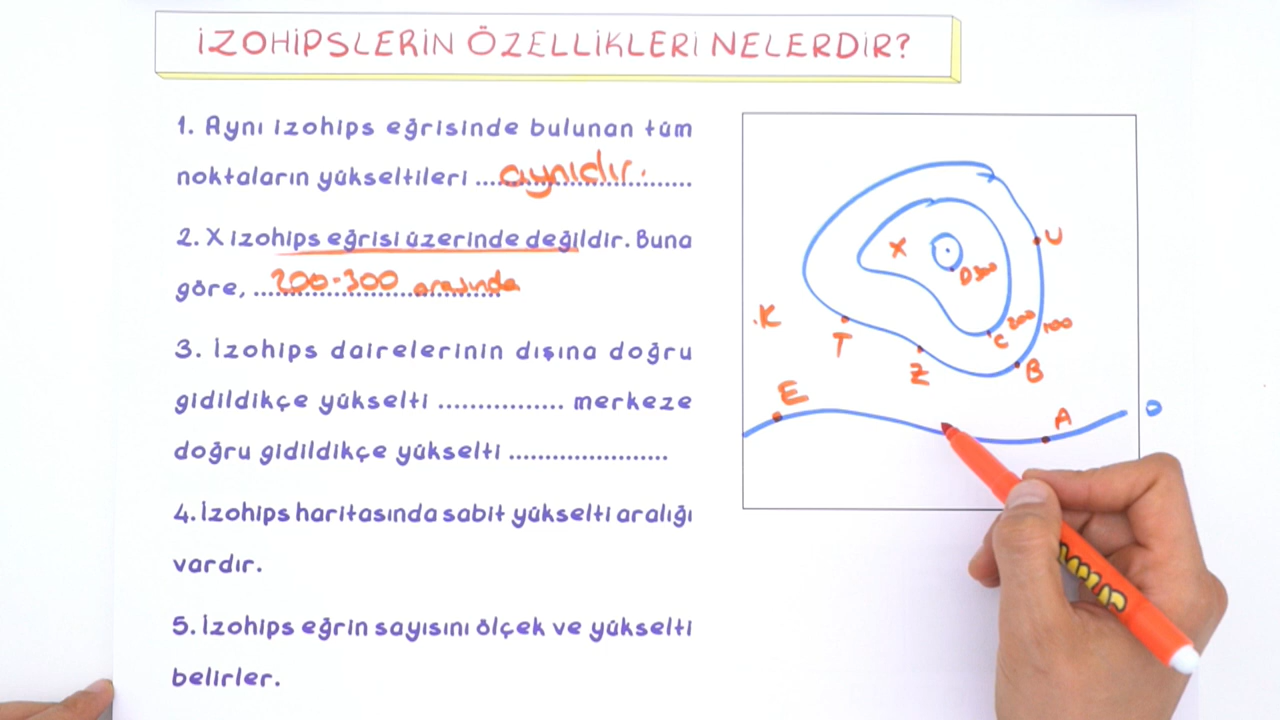 İZOHİPSLERİN ÖZELLİKLERİ NELERDİR?
1. Aynı izohips eğrisinde bulunan tüm
noktaların yükseltileri ...aynıdır.......
2. X izohips eğrisi üzerinde değildir. Buna
göre, ...200-300 arasında
3. İzohips dairelerinin dışına doğru
gidildikçe yükselti ................ merkeze
doğru gidildikçe yükselti ....................
4. İzohips haritasında sabit yükselti aralığı
vardır.
5. İzohips eğrin sayısını ölçek ve yükselti
belirler.
X
U
D 300
.K
T
200
100
C
Z
B
E
A
0